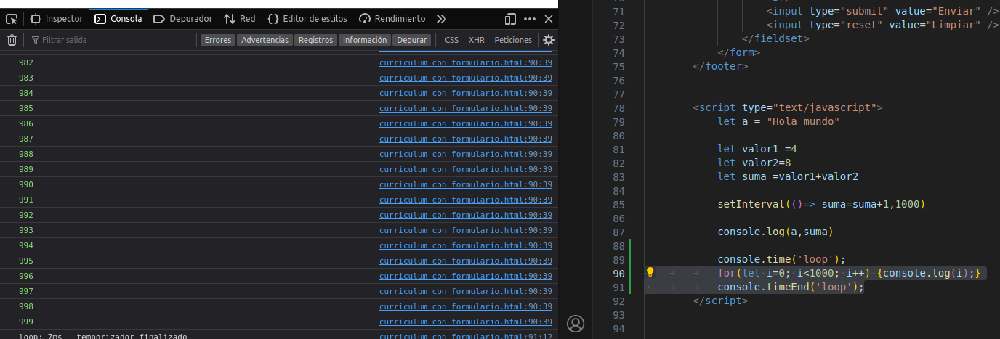 Inspector Consola Depurador Red Editor de estilos Rendimiento
Filtrar salida Errores Advertencias Registros Información Depurar CSS XHR Peticiones
982 curriculum con formulario.html:90:39
983 curriculum con formulario.html:90:39
984 curriculum con formulario.html:90:39
985 curriculum con formulario.html:90:39
986 curriculum con formulario.html:90:39
987 curriculum con formulario.html:90:39
988 curriculum con formulario.html:90:39
989 curriculum con formulario.html:90:39
990 curriculum con formulario.html:90:39
991 curriculum con formulario.html:90:39
992 curriculum con formulario.html:90:39
993 curriculum con formulario.html:90:39
994 curriculum con formulario.html:90:39
995 curriculum con formulario.html:90:39
996 curriculum con formulario.html:90:39
997 curriculum con formulario.html:90:39
998 curriculum con formulario.html:90:39
999 curriculum con formulario.html:90:39
loop: 7ms - temporizador finalizado curriculum con formulario.html:91:12
71 <input type="submit" value="Enviar" />
72 <input type="reset" value="Limpiar" />
73 </fieldset>
74 </form>
75 </footer>
76
77
78 <script type="text/javascript">
79 let a = "Hola mundo"
80
81 let valor1 =4
82 let valor2=8
83 let suma =valor1+valor2
84
85 setInterval(()=> suma=suma+1,1000)
86
87 console.log(a,suma)
88
89 console.time('loop');
90 for(let i=0; i<1000; i++) {console.log(i);}
91 console.timeEnd('loop');
92 </script>
93
94